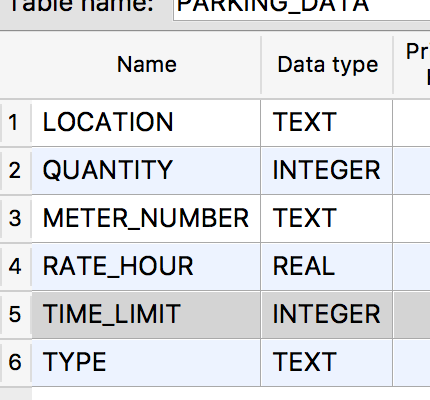 Table name: PARKING_DATA
Name Data type Pr
1 LOCATION TEXT
2 QUANTITY INTEGER
3 METER_NUMBER TEXT
4 RATE_HOUR REAL
5 TIME_LIMIT INTEGER
6 TYPE TEXT